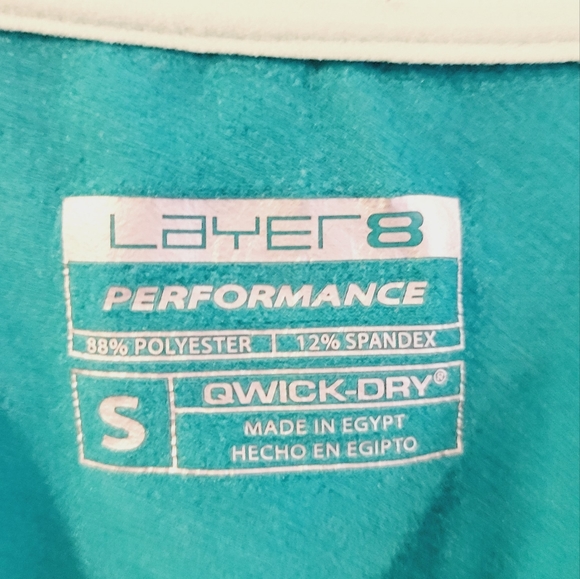 LAYER8
PERFORMANCE
88% POLYESTER | 12% SPANDEX
S
QWICK-DRY®
MADE IN EGYPT
HECHO EN EGIPTO